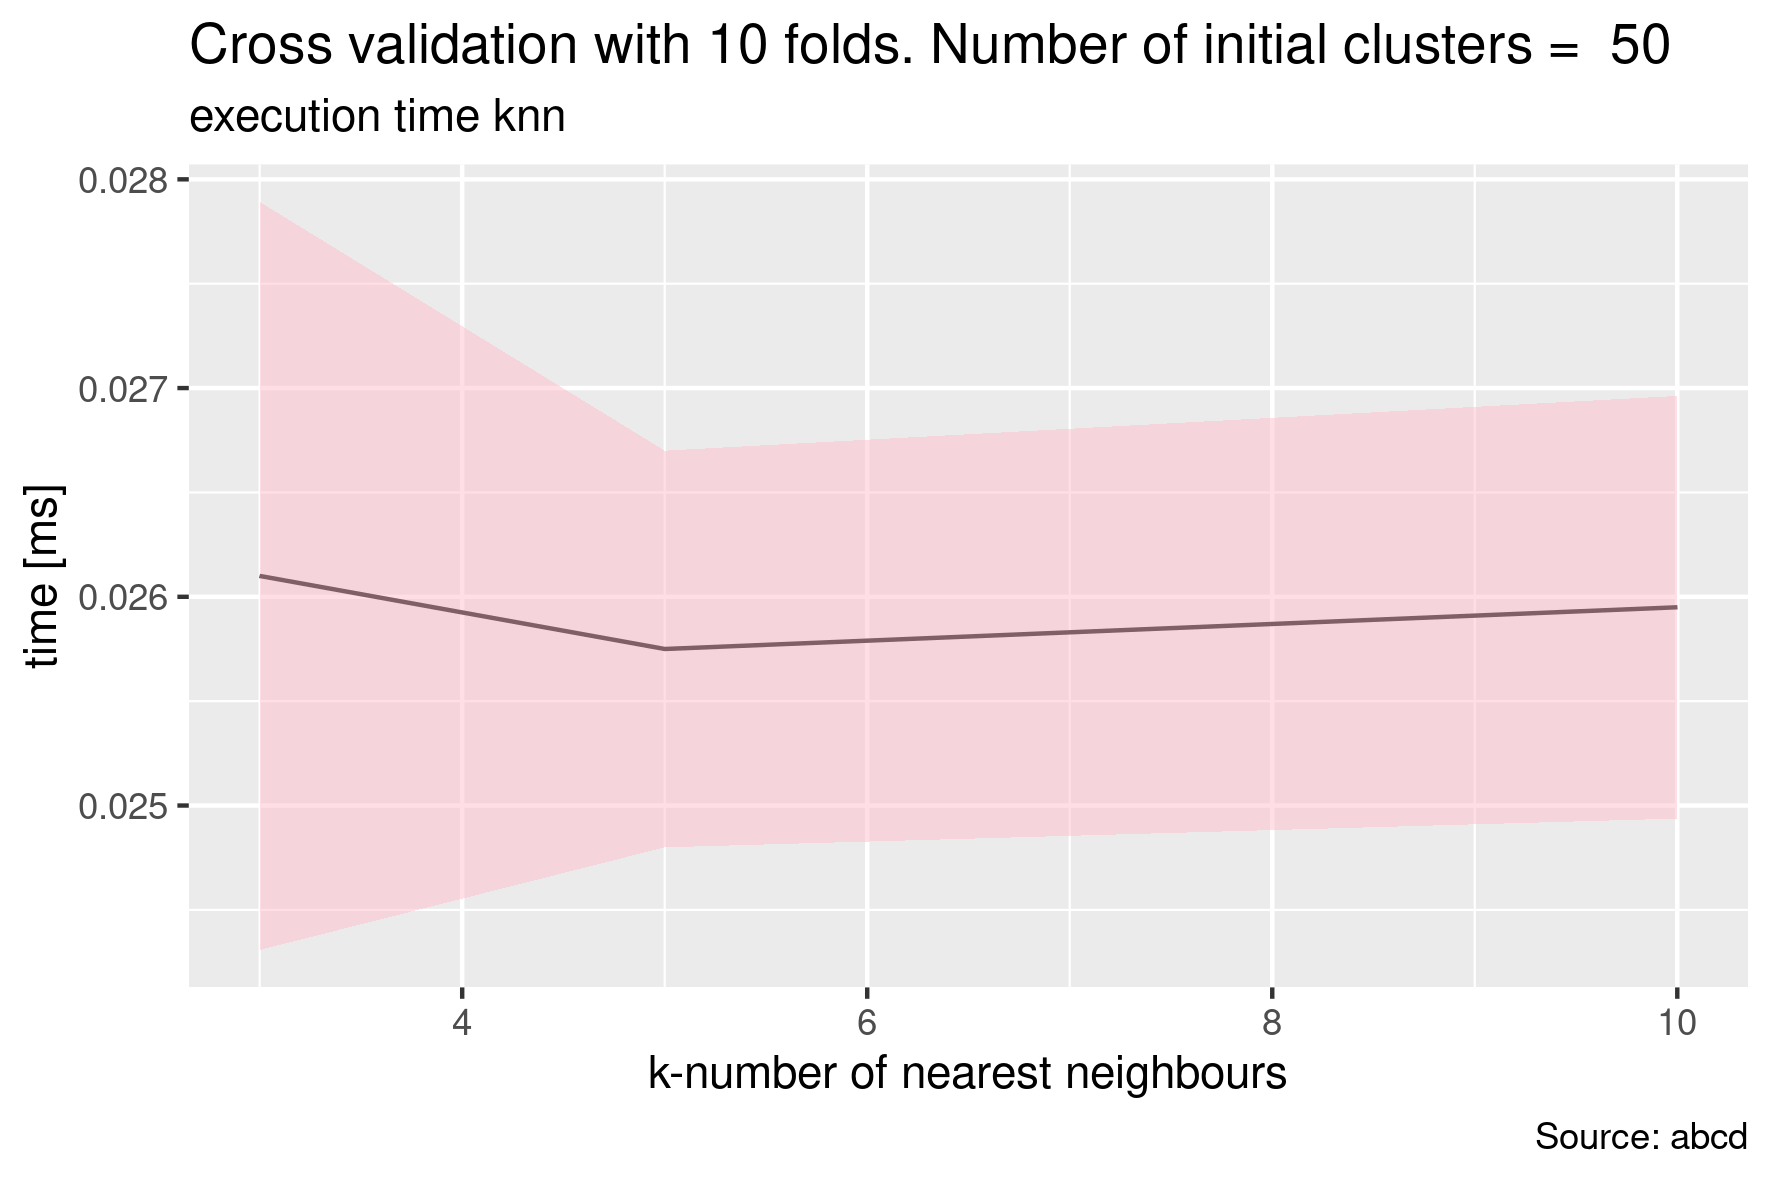 Cross validation with 10 folds. Number of initial clusters =  50
execution time knn
0.028
0.027
0.026
0.025
time [ms]
4 6 8 10
k-number of nearest neighbours
Source: abcd